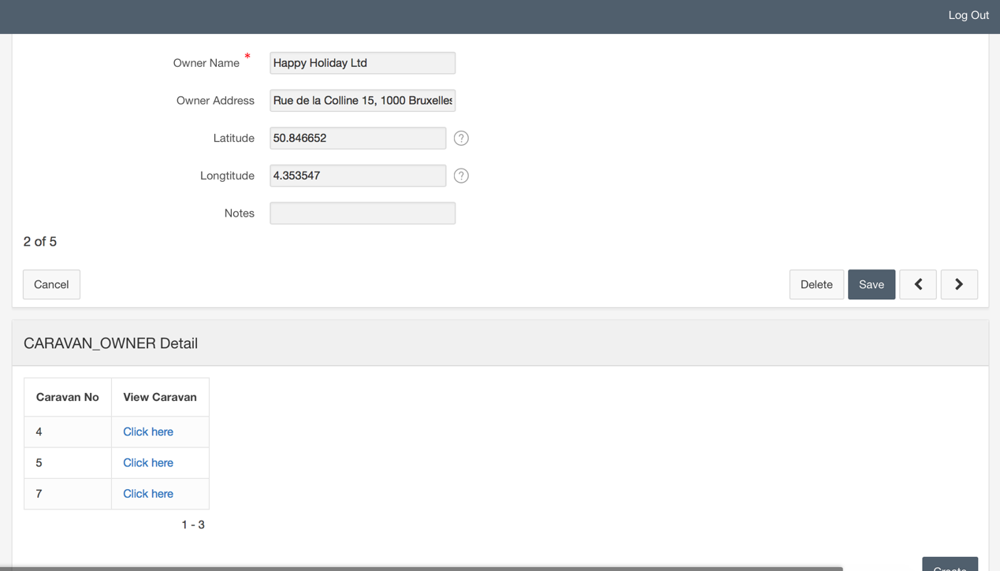 Log Out
Owner Name *
Happy Holiday Ltd
Owner Address
Rue de la Colline 15, 1000 Bruxelles
Latitude
50.846652
?
Longtitude
4.353547
?
Notes
2 of 5
Cancel
Delete
Save
CARAVAN_OWNER Detail
Caravan No View Caravan
4 Click here
5 Click here
7 Click here
1 - 3
Create